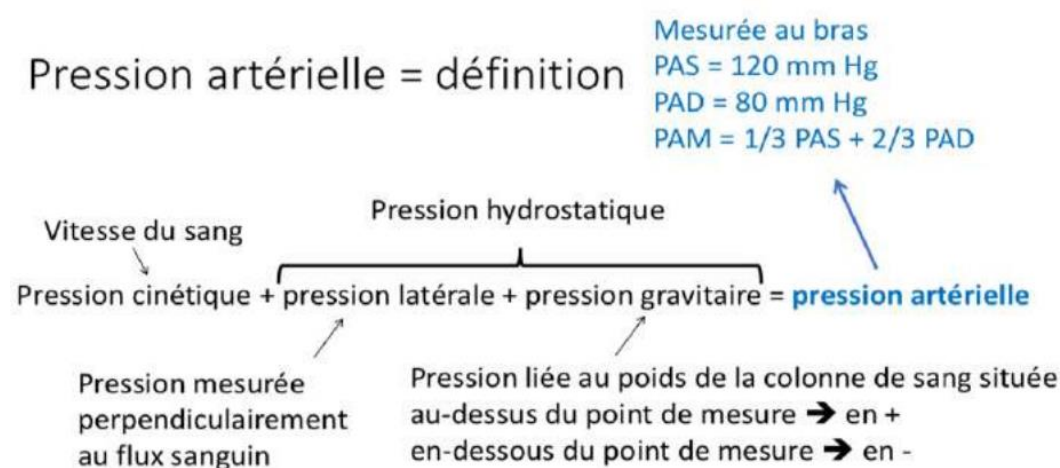 Pression artérielle = définition
Mesurée au bras
PAS = 120 mm Hg
PAD = 80 mm Hg
PAM = 1/3 PAS + 2/3 PAD
Pression hydrostatique
Vitesse du sang
Pression cinétique + pression latérale + pression gravitaire = pression artérielle
Pression mesurée
perpendiculairement
au flux sanguin
Pression liée au poids de la colonne de sang située
au-dessus du point de mesure ➔ en +
en-dessous du point de mesure ➔ en -